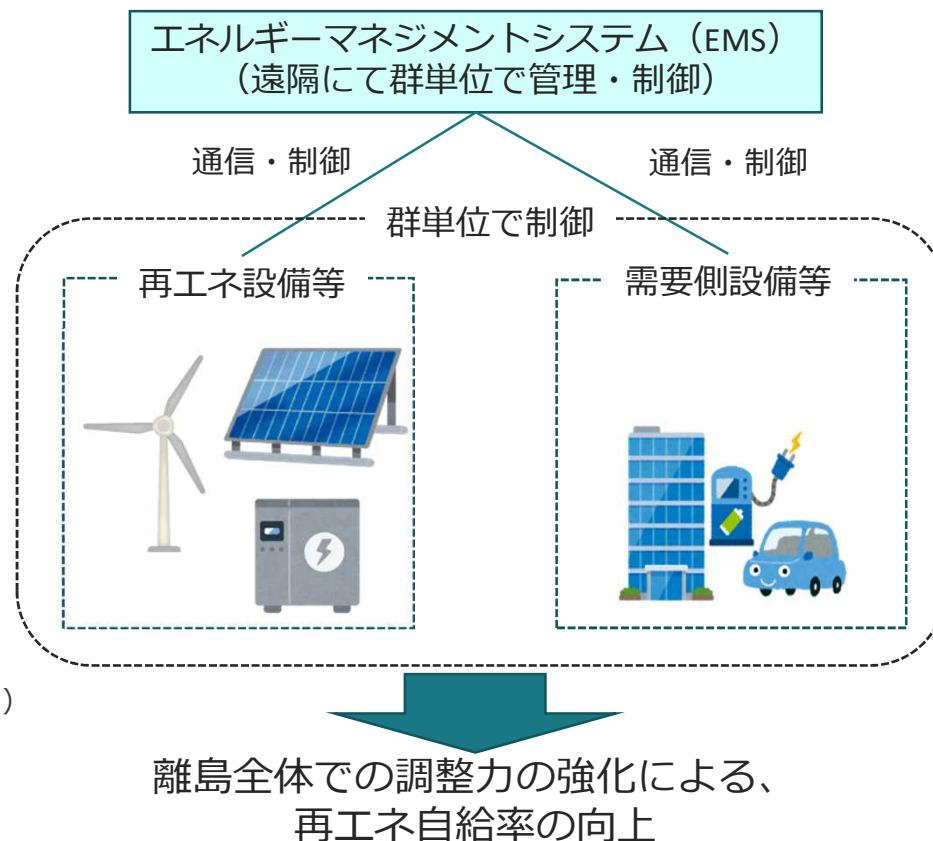 エネルギーマネジメントシステム（EMS）
（遠隔にて群単位で管理・制御）
通信・制御
通信・制御
群単位で制御
再エネ設備等
需要側設備等
）
離島全体での調整力の強化による、
再エネ自給率の向上